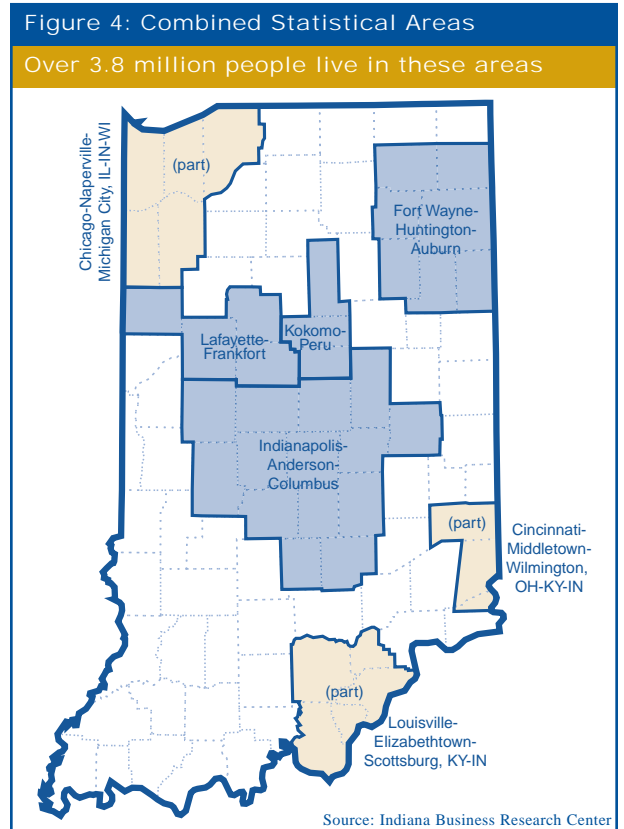 Figure 4: Combined Statistical Areas
Over 3.8 million people live in these areas
Chicago-Naperville-
Michigan City, IL-IN-WI
(part)
Fort Wayne-
Huntington-
Auburn
Lafayette-
Frankfort
Kokomo-
Peru
Indianapolis-
Anderson-
Columbus
(part)
Cincinnati-
Middletown-
Wilmington,
OH-KY-IN
(part)
Louisville-
Elizabethtown-
Scottsburg, KY-IN
Source: Indiana Business Research Center